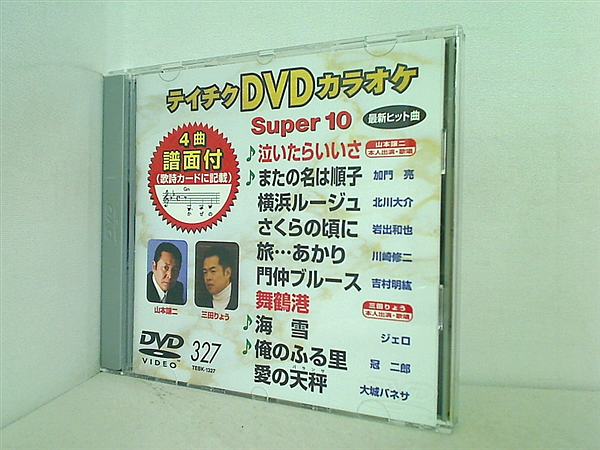 テイチクDVDカラオケ
Super 10
最新ヒット曲
4曲
譜面付
(歌詩カードに記載)
Gm
♪泣いたらいいさ 山本譲二 本人出演・歌唱
♪またの名は順子 加門 亮
横浜ルージュ 北川大介
さくらの頃に 岩出和也
旅…あかり 川崎修二
門仲ブルース 吉村明紘
舞鶴港 三田りょう 本人出演・歌唱
♪海 雪 ジェロ
♪俺のふる里 冠 二郎
バランサ
愛の天秤 大城バネサ
山本譲二
三田りょう
DVD
VIDEO
327
TEBK-1327